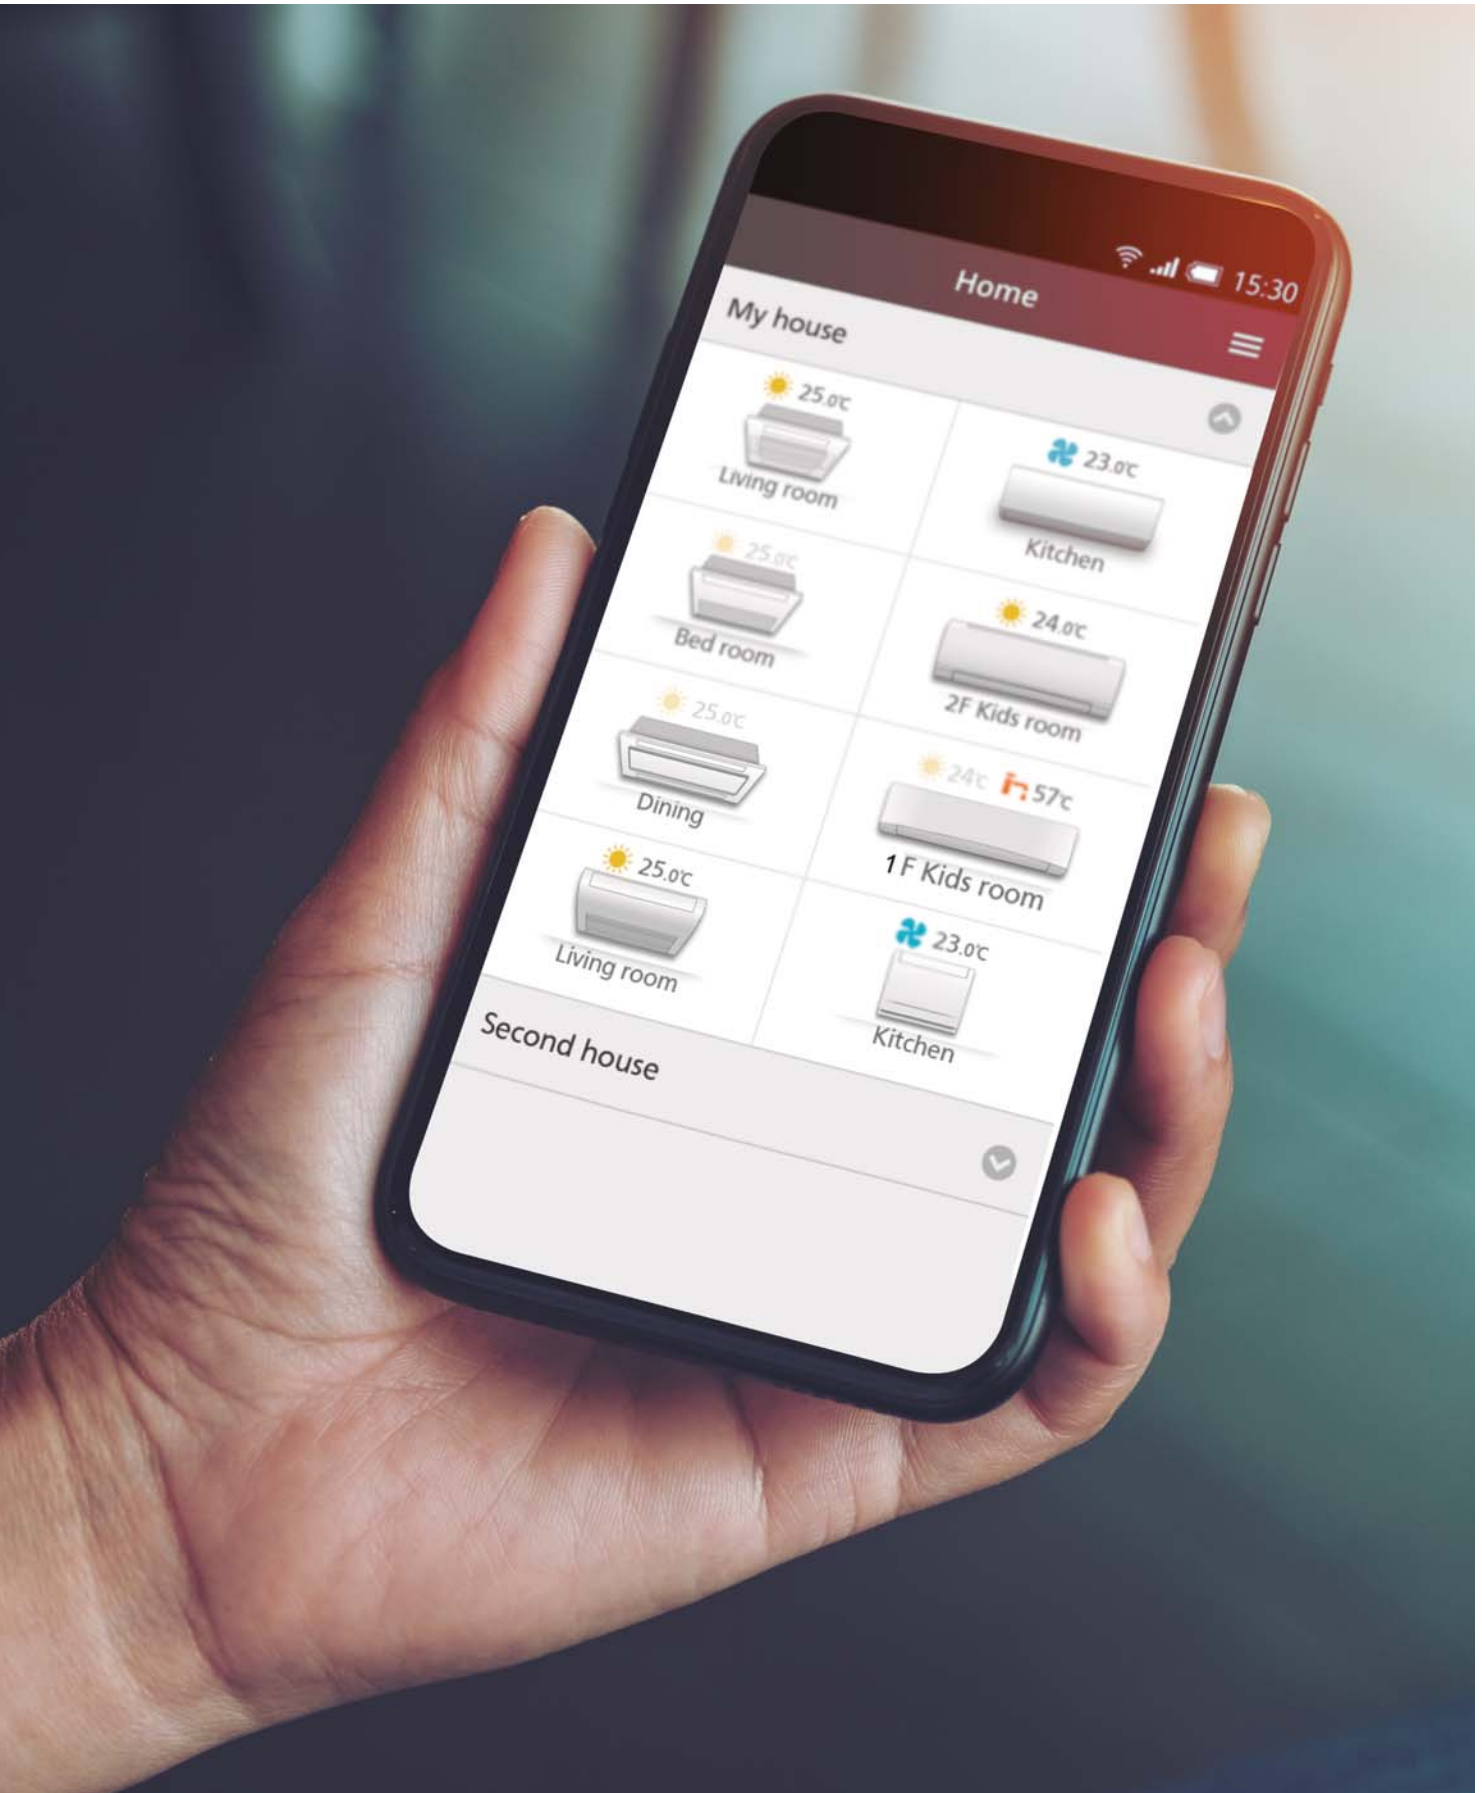 15:30
Home
My house
25.0℃
Living room
23.0℃
Kitchen
25.0℃
Bed room
24.0℃
2F Kids room
25.0℃
Dining
24℃ 57℃
1F Kids room
25.0℃
Living room
23.0℃
Kitchen
Second house